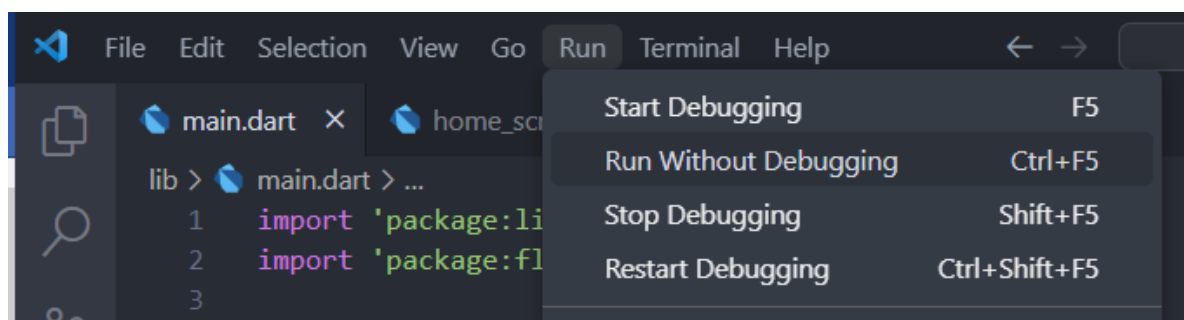 File Edit Selection View Go Run Terminal Help
main.dart home_scr
Start Debugging F5
Run Without Debugging Ctrl+F5
Stop Debugging Shift+F5
Restart Debugging Ctrl+Shift+F5
lib > main.dart > ...
1 import 'package:li
2 import 'package:fl
3